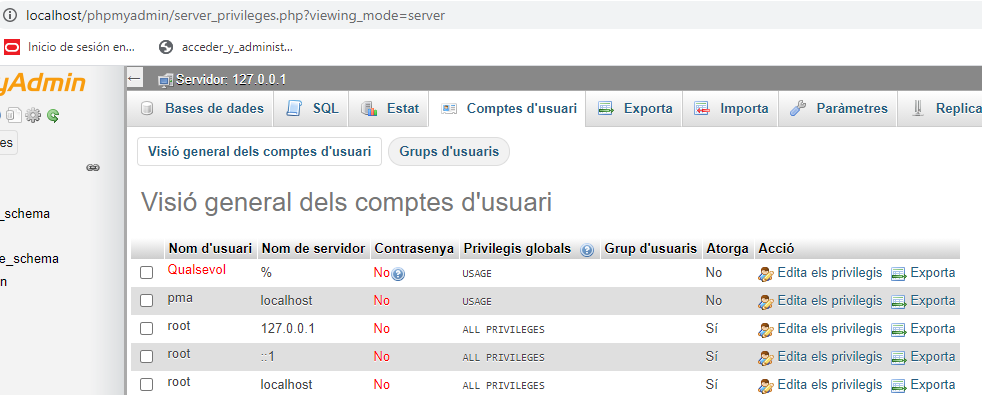 localhost/phpmyadmin/server_privileges.php?viewing_mode=server
Inicio de sesión en... acceder_y_administ...
yAdmin
← Servidor: 127.0.0.1
Bases de dades SQL Estat Comptes d'usuari Exporta Importa Paràmetres Replica
es
Visió general dels comptes d'usuari Grups d'usuaris
_schema
Visió general dels comptes d'usuari
Nom d'usuari Nom de servidor Contrasenya Privilegis globals Grup d'usuaris Atorga Acció
e_schema
Qualsevol % No USAGE No Edita els privilegis Exporta
n
pma localhost No USAGE No Edita els privilegis Exporta
root 127.0.0.1 No ALL PRIVILEGES Sí Edita els privilegis Exporta
root ::1 No ALL PRIVILEGES Sí Edita els privilegis Exporta
root localhost No ALL PRIVILEGES Sí Edita els privilegis Exporta